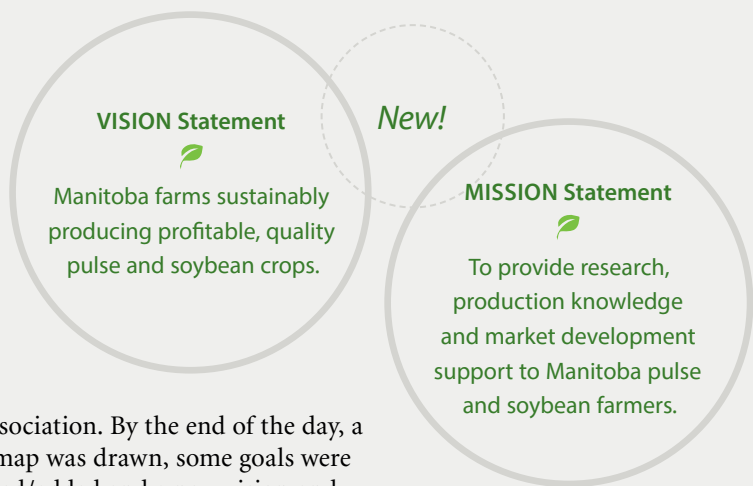 VISION Statement
Manitoba farms sustainably
producing profitable, quality
pulse and soybean crops.
New!
MISSION Statement
To provide research,
production knowledge
and market development
support to Manitoba pulse
and soybean farmers.
sociation. By the end of the day, a
map was drawn, some goals were